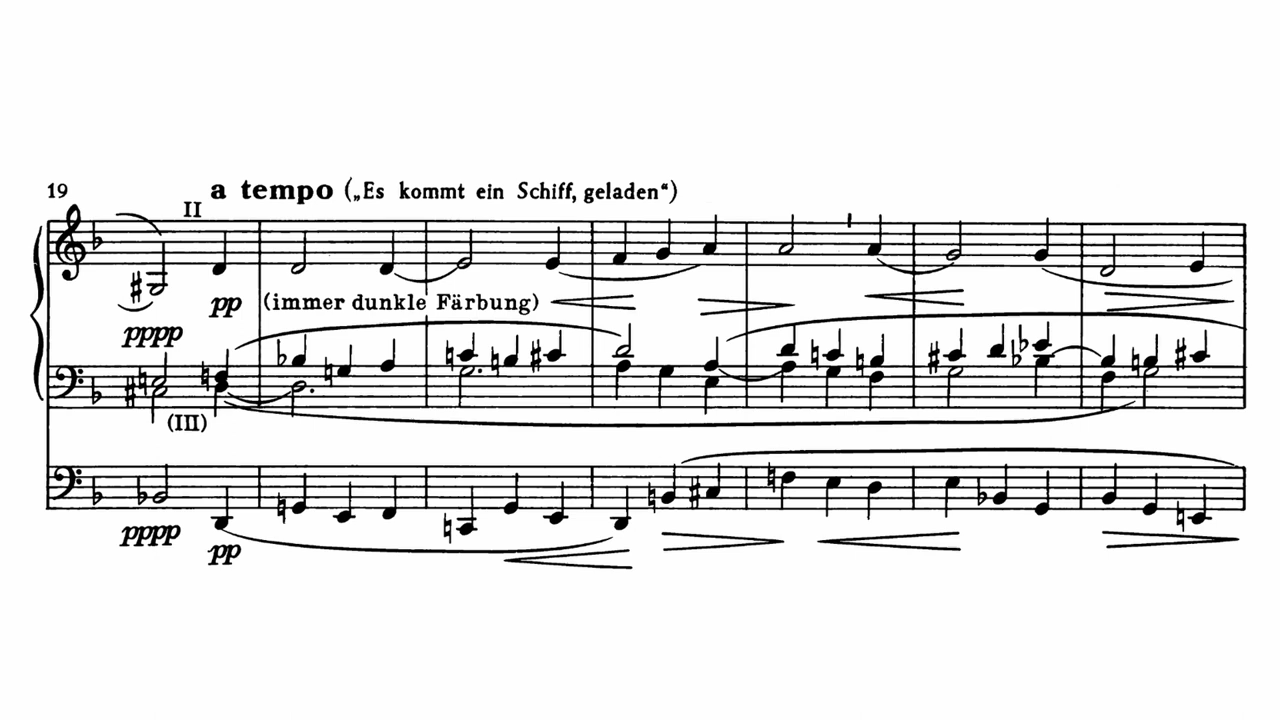 19 II a tempo („Es kommt ein Schiff, geladen“)
pppp pp (immer dunkle Färbung)
(III)
pppp pp